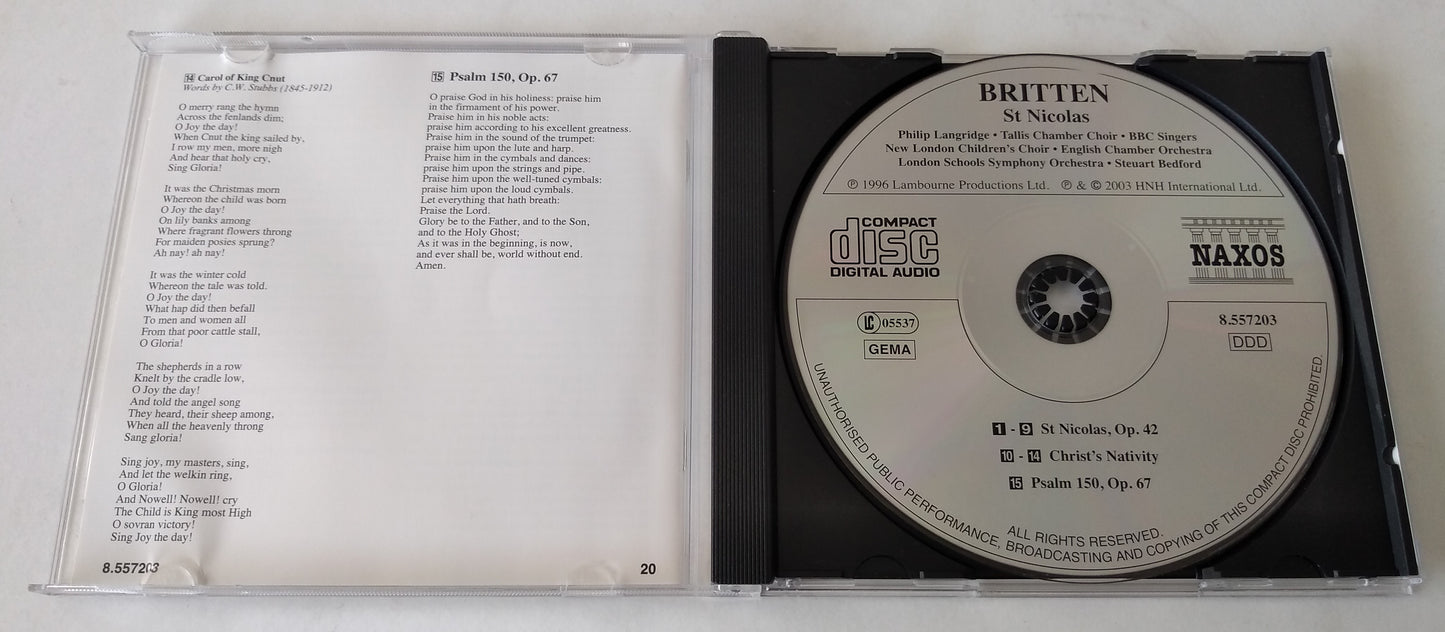 14 Carol of King Cnut
Words by C.W. Stubbs (1845-1912)
O merry rang the hymn
Across the fenlands dim;
O Joy the day!
When Cnut the king sailed by,
I row my men, more nigh
And hear that holy cry,
Sing Gloria!
It was the Christmas morn
Whereon the child was born
O Joy the day!
On lily banks among
Where fragrant flowers throng
For maiden posies sprung?
Ah nay! ah nay!
It was the winter cold
Whereon the tale was told.
O Joy the day!
What hap did then befall
To men and women all
From that poor cattle stall,
O Gloria!
The shepherds in a row
Knelt by the cradle low,
O Joy the day!
And told the angel song
They heard, their sheep among,
When all the heavenly throng
Sang gloria!
Sing joy, my masters, sing,
And let the welkin ring,
O Gloria!
And Nowell! Nowell! cry
The Child is King most High
O sovran victory!
Sing Joy the day!
15 Psalm 150, Op. 67
O praise God in his holiness: praise him
in the firmament of his power.
Praise him in his noble acts:
praise him according to his excellent greatness.
Praise him in the sound of the trumpet:
praise him upon the lute and harp.
Praise him in the cymbals and dances:
praise him upon the strings and pipe.
Praise him upon the well-tuned cymbals:
praise him upon the loud cymbals.
Let everything that hath breath:
Praise the Lord.
Glory be to the Father, and to the Son,
and to the Holy Ghost;
As it was in the beginning, is now,
and ever shall be, world without end.
Amen.
8.557203
20
BRITTEN
St Nicolas
Philip Langridge • Tallis Chamber Choir • BBC Singers
New London Children's Choir • English Chamber Orchestra
London Schools Symphony Orchestra • Steuart Bedford
℗ 1996 Lambourne Productions Ltd. ℗ & © 2003 HNH International Ltd.
COMPACT
disc
DIGITAL AUDIO
NAXOS
LC 05537
GEMA
8.557203
DDD
1 - 9 St Nicolas, Op. 42
10 - 14 Christ's Nativity
15 Psalm 150, Op. 67
ALL RIGHTS RESERVED.
UNAUTHORISED PUBLIC PERFORMANCE, BROADCASTING AND COPYING OF THIS COMPACT DISC PROHIBITED.